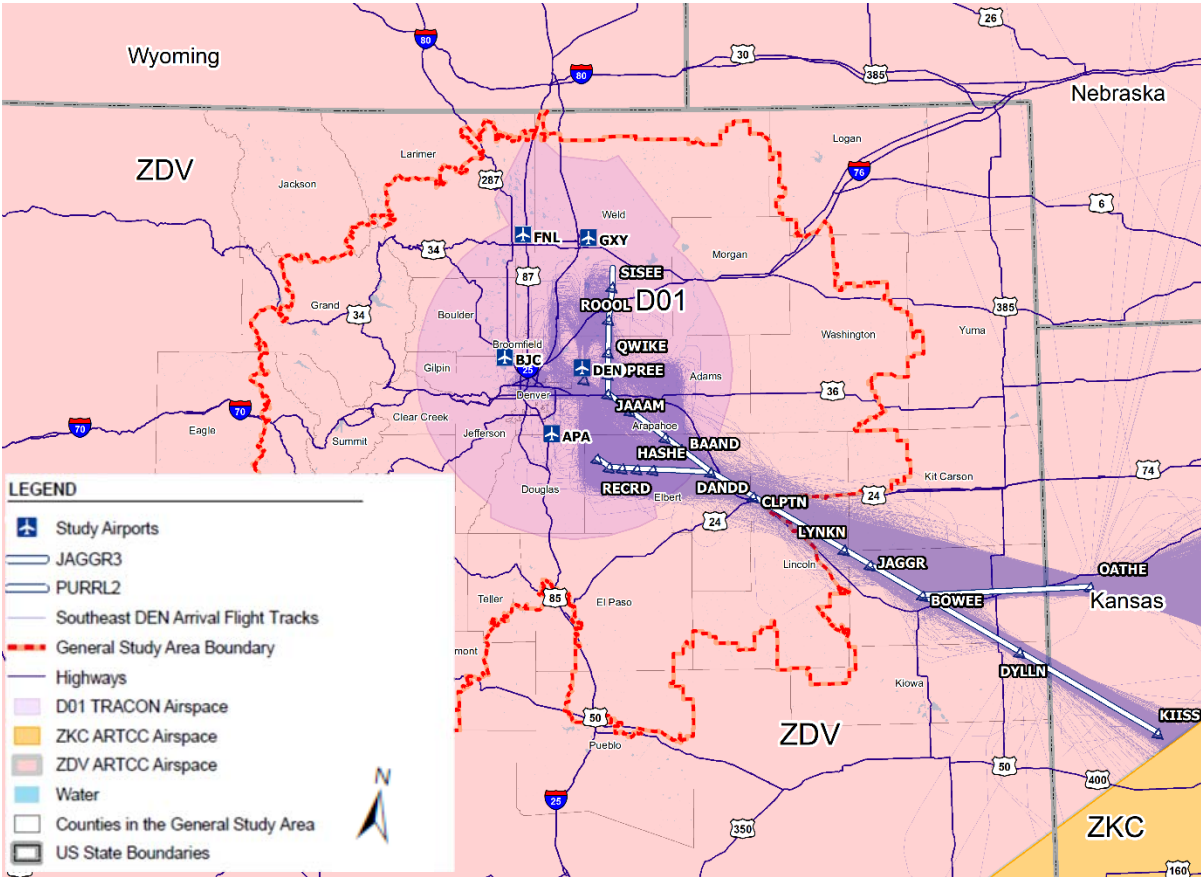 Wyoming
Nebraska
ZDV
80
80
26
30
385
Logan
Larimer
Jackson
287
76
6
Weld
FNL
GXY
34
87
Morgan
SISEE
D01
ROOOL
385
Grand
34
Boulder
Washington
Yuma
Broomfield
QWIKE
BJC
25
DEN
PREE
Gilpin
Adams
Denver
36
70
70
Clear Creek
JAAAM
Eagle
Summit
Jefferson
APA
Arapahoe
BAAND
HASHE
Kit Carson
74
Douglas
RECRD
Elbert
DANDD
CLPTN
24
24
LYNKN
Lincoln
JAGGR
OATHE
Teller
85
El Paso
BOWEE
Kansas
mont
DYLLN
Kiowa
KIISS
50
Pueblo
ZDV
50
400
25
350
ZKC
160
LEGEND
Study Airports
JAGGR3
PURRL2
Southeast DEN Arrival Flight Tracks
General Study Area Boundary
Highways
D01 TRACON Airspace
ZKC ARTCC Airspace
ZDV ARTCC Airspace
Water
Counties in the General Study Area
US State Boundaries
N